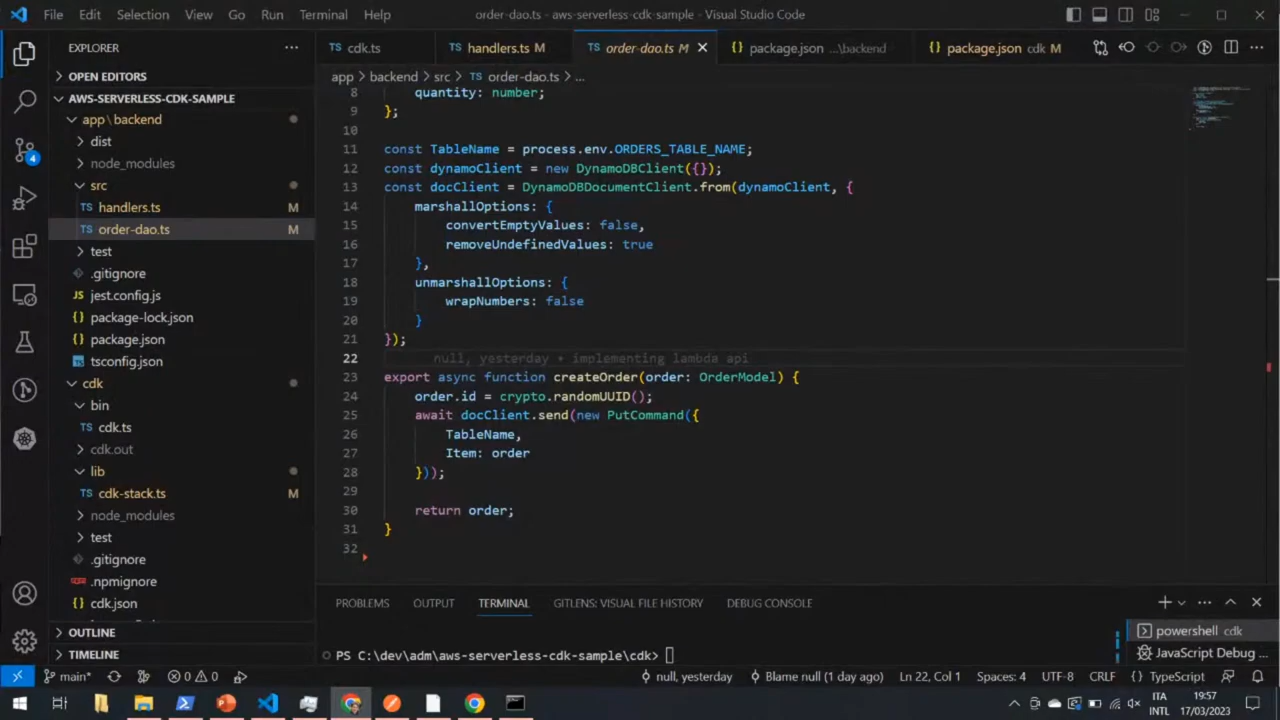 File Edit Selection View Go Run Terminal Help order-dao.ts - aws-serverless-cdk-sample - Visual Studio Code
EXPLORER
OPEN EDITORS
AWS-SERVERLESS-CDK-SAMPLE
app\backend
dist
node_modules
src
TS handlers.ts M
TS order-dao.ts M
test
.gitignore
JS jest.config.js
{} package-lock.json
{} package.json
tsconfig.json
cdk
bin
TS cdk.ts
cdk.out
lib
TS cdk-stack.ts M
node_modules
test
.gitignore
.npmignore
{} cdk.json
OUTLINE
TIMELINE
4
TS cdk.ts TS handlers.ts M TS order-dao.ts M {} package.json ...\backend {} package.json cdk M
app > backend > src > TS order-dao.ts > ...
8 quantity: number;
9 };
10
11 const TableName = process.env.ORDERS_TABLE_NAME;
12 const dynamoClient = new DynamoDBClient({});
13 const docClient = DynamoDBDocumentClient.from(dynamoClient, {
14 marshallOptions: {
15 convertEmptyValues: false,
16 removeUndefinedValues: true
17 },
18 unmarshallOptions: {
19 wrapNumbers: false
20 }
21 });
22 null, yesterday • implementing lambda api
23 export async function createOrder(order: OrderModel) {
24 order.id = crypto.randomUUID();
25 await docClient.send(new PutCommand({
26 TableName,
27 Item: order
28 }));
29
30 return order;
31 }
32
PROBLEMS OUTPUT TERMINAL GITLENS: VISUAL FILE HISTORY DEBUG CONSOLE
PS C:\dev\adm\aws-serverless-cdk-sample\cdk>
powershell cdk
JavaScript Debug ...
main* 0 0 null, yesterday Blame null (1 day ago) Ln 22, Col 1 Spaces: 4 UTF-8 CRLF {} TypeScript
ITA 19:57
INTL 17/03/2023